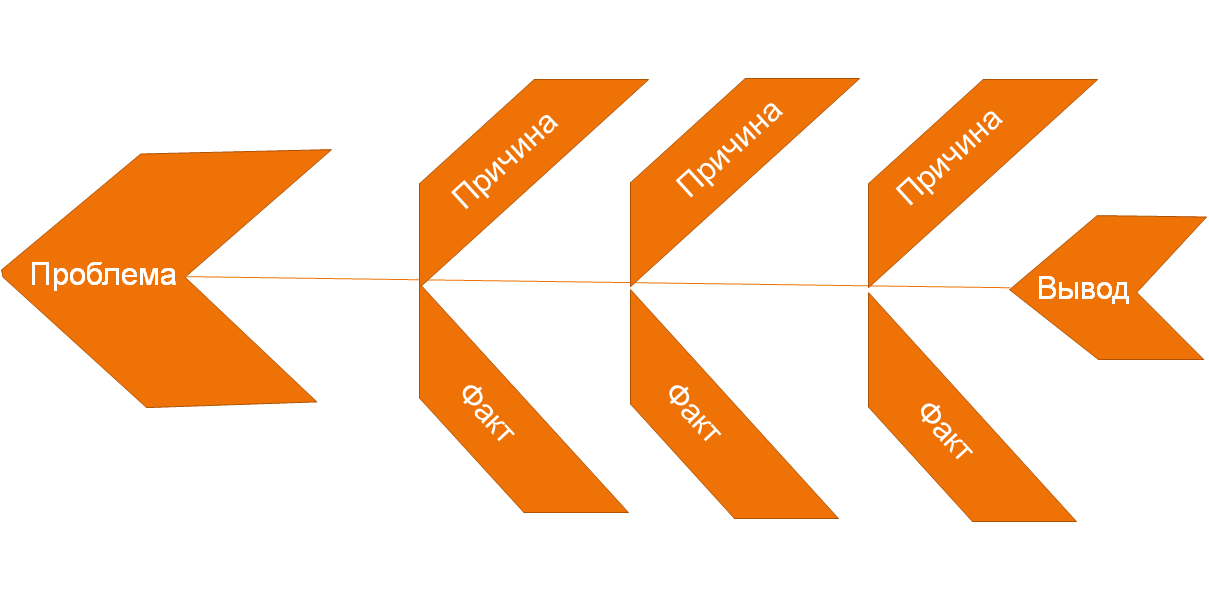 Причина
Причина
Причина
Проблема
Вывод
Факт
Факт
Факт